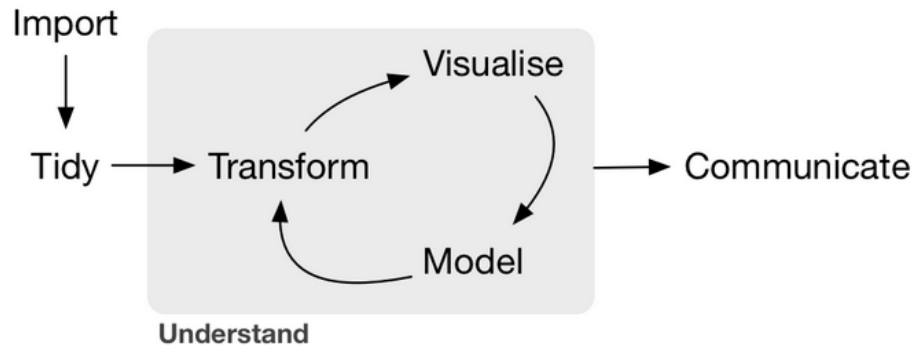 Import
Visualise
Tidy
Transform
Communicate
Model
Understand